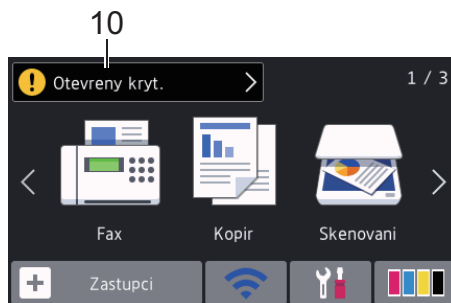 10
Otevreny kryt.
1 / 3
Fax Kopir Skenovani
Zastupci